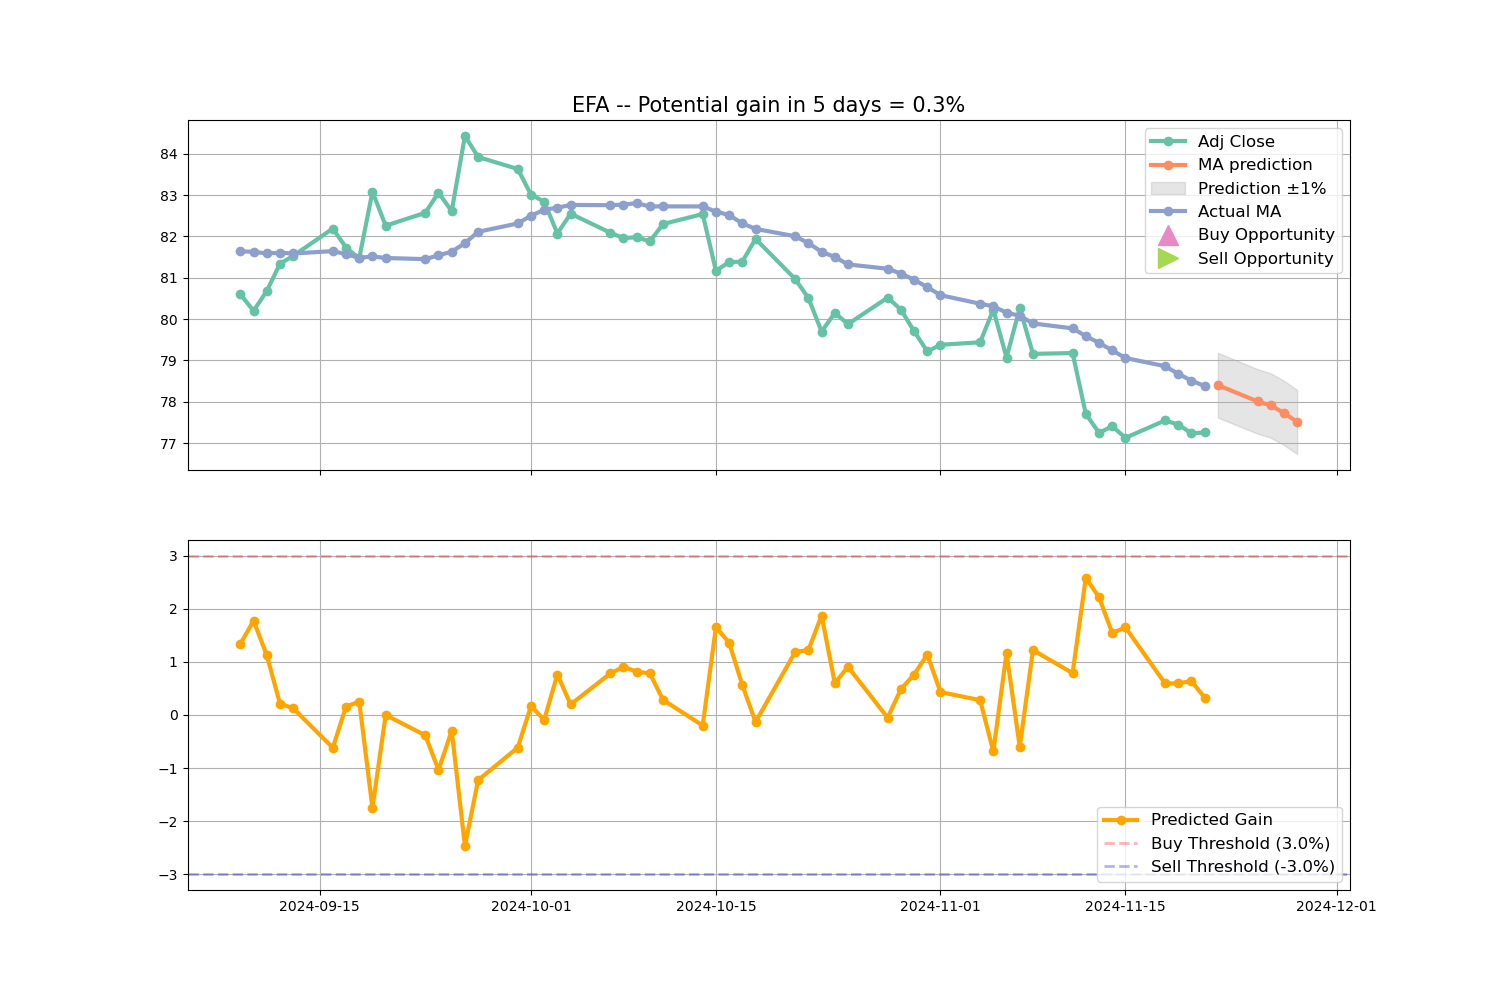 EFA -- Potential gain in 5 days = 0.3%
84
83
82
81
80
79
78
77
Adj Close
MA prediction
Prediction ±1%
Actual MA
Buy Opportunity
Sell Opportunity
3
2
1
0
−1
−2
−3
Predicted Gain
Buy Threshold (3.0%)
Sell Threshold (-3.0%)
2024-09-15 2024-10-01 2024-10-15 2024-11-01 2024-11-15 2024-12-01